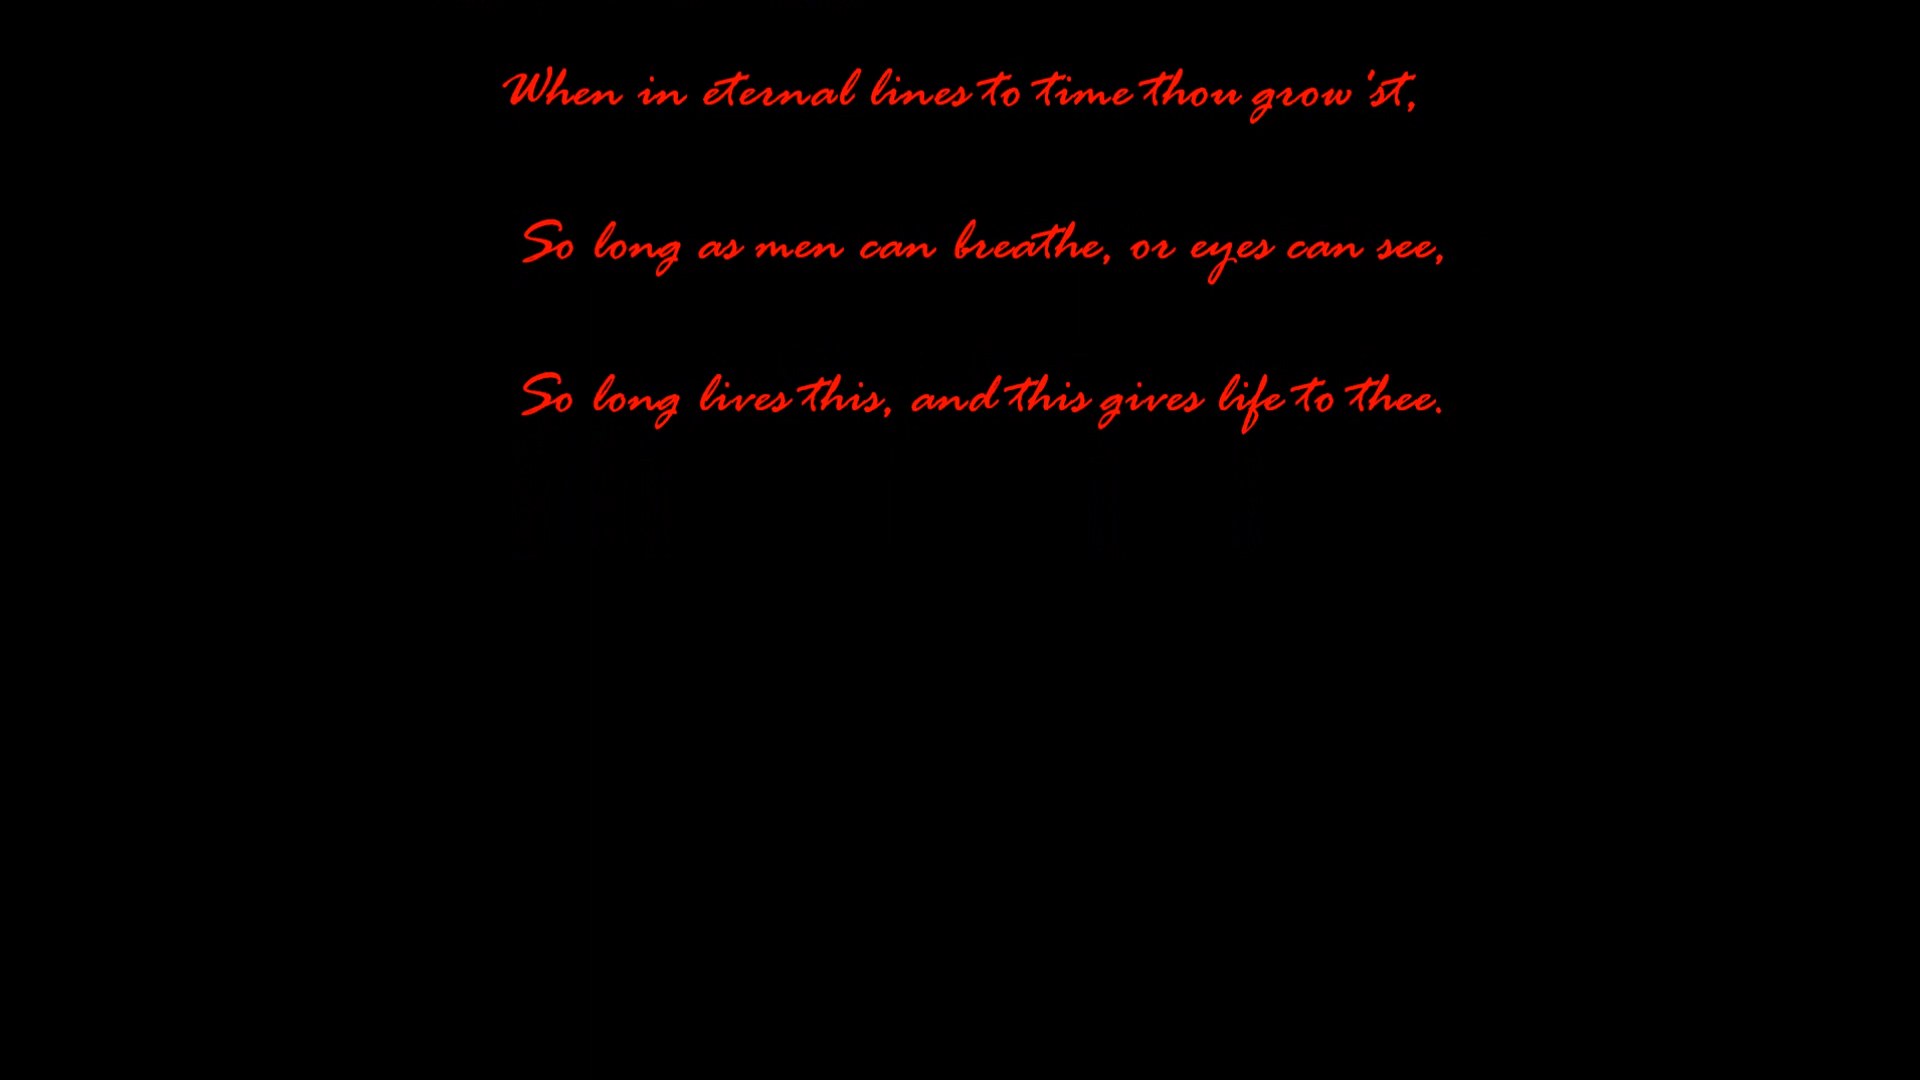 When in eternal lines to time thou grow'st,
So long as men can breathe, or eyes can see,
So long lives this, and this gives life to thee.